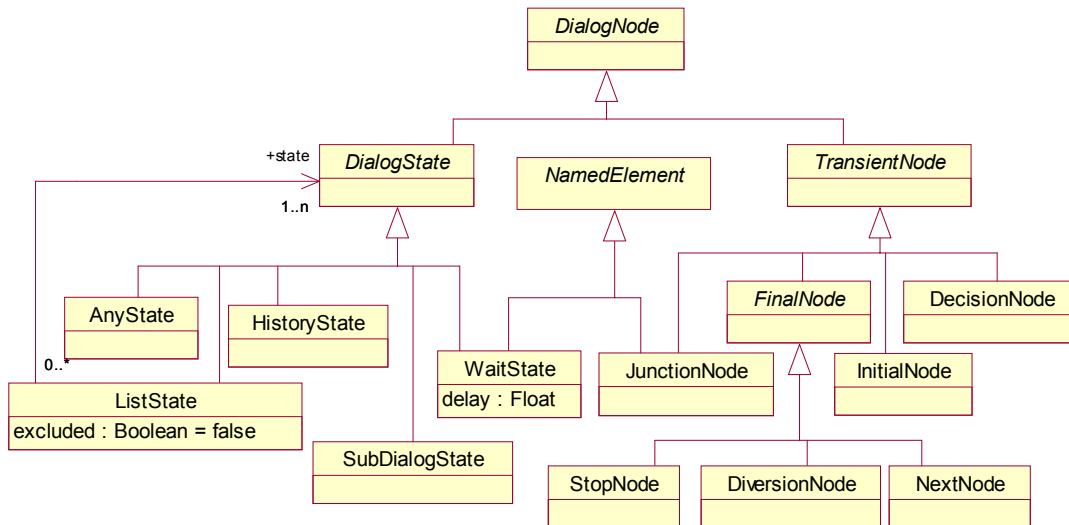 DialogNode
+state
DialogState
NamedElement
TransientNode
1..n
AnyState
HistoryState
FinalNode
DecisionNode
0..*
WaitState
delay : Float
JunctionNode
InitialNode
ListState
excluded : Boolean = false
SubDialogState
StopNode
DiversionNode
NextNode